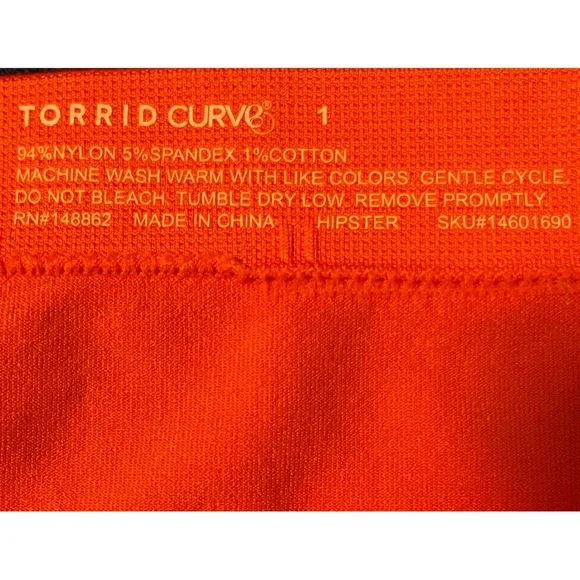 TORRID CURVE® 1
94%NYLON 5%SPANDEX 1%COTTON
MACHINE WASH WARM WITH LIKE COLORS. GENTLE CYCLE.
DO NOT BLEACH. TUMBLE DRY LOW. REMOVE PROMPTLY.
RN#148862 MADE IN CHINA HIPSTER SKU#14601690